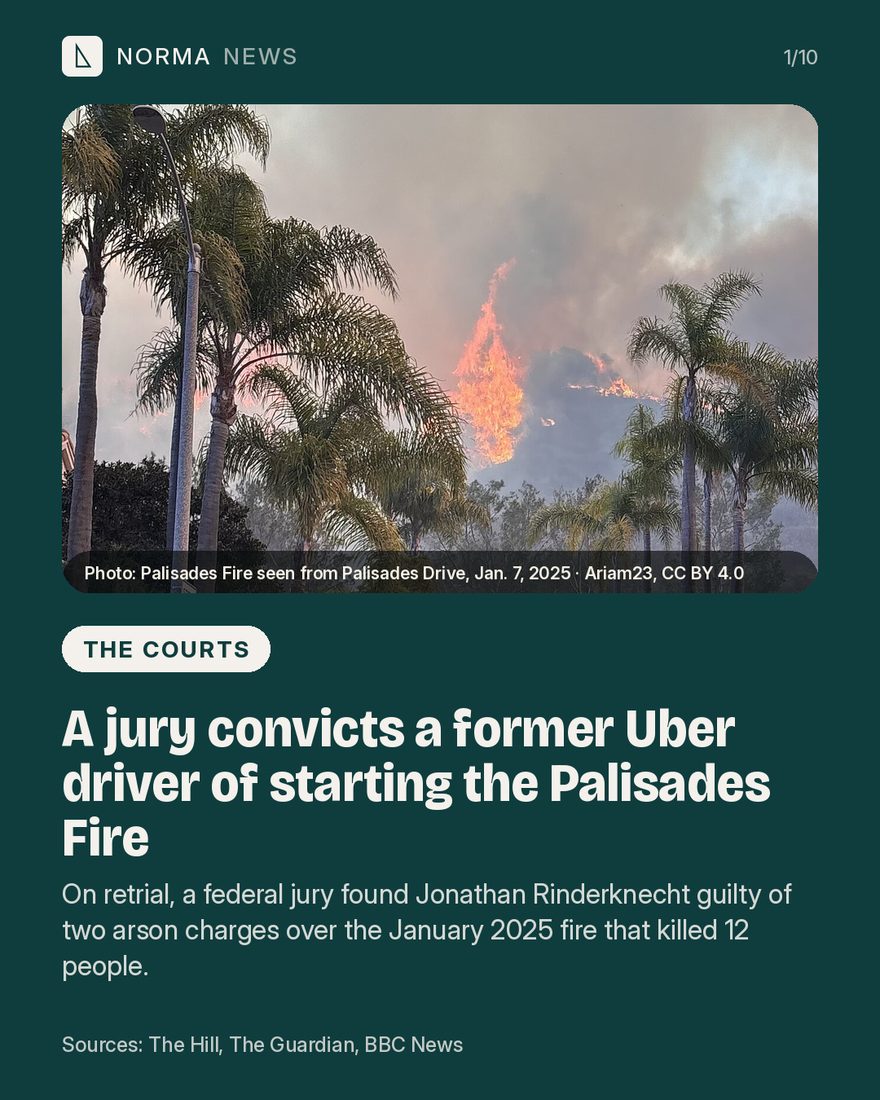 NORMA NEWS
1/10
Photo: Palisades Fire seen from Palisades Drive, Jan. 7, 2025 · Ariam23, CC BY 4.0
THE COURTS
A jury convicts a former Uber
driver of starting the Palisades
Fire
On retrial, a federal jury found Jonathan Rinderknecht guilty of
two arson charges over the January 2025 fire that killed 12
people.
Sources: The Hill, The Guardian, BBC News